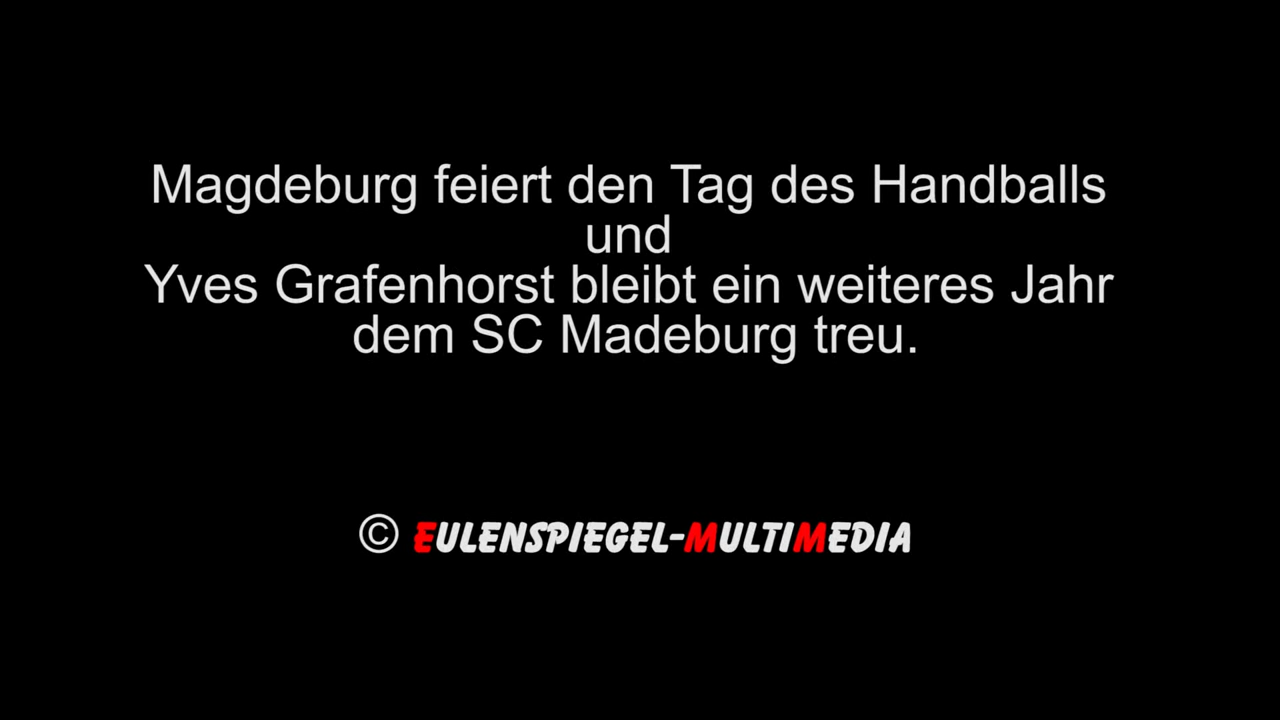 Magdeburg feiert den Tag des Handballs
und
Yves Grafenhorst bleibt ein weiteres Jahr
dem SC Madeburg treu.
© EULENSPIEGEL-MULTIMEDIA